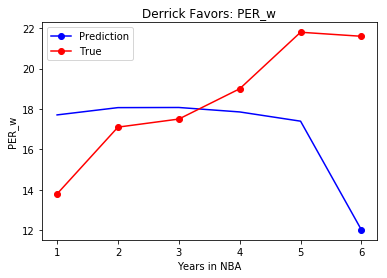 Derrick Favors: PER_w
Prediction
True
22
20
18
16
14
12
PER_w
1 2 3 4 5 6
Years in NBA